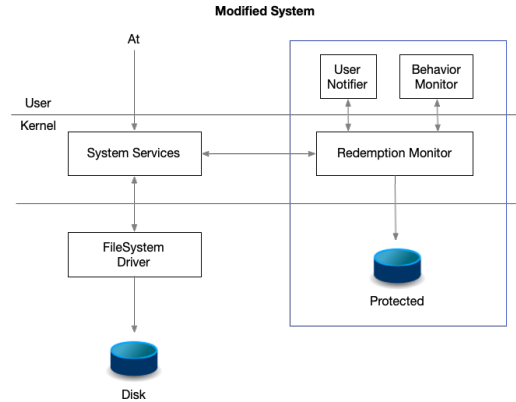 Modified System
At
User
Notifier
Behavior
Monitor
User
Kernel
System Services
Redemption Monitor
FileSystem
Driver
Protected
Disk